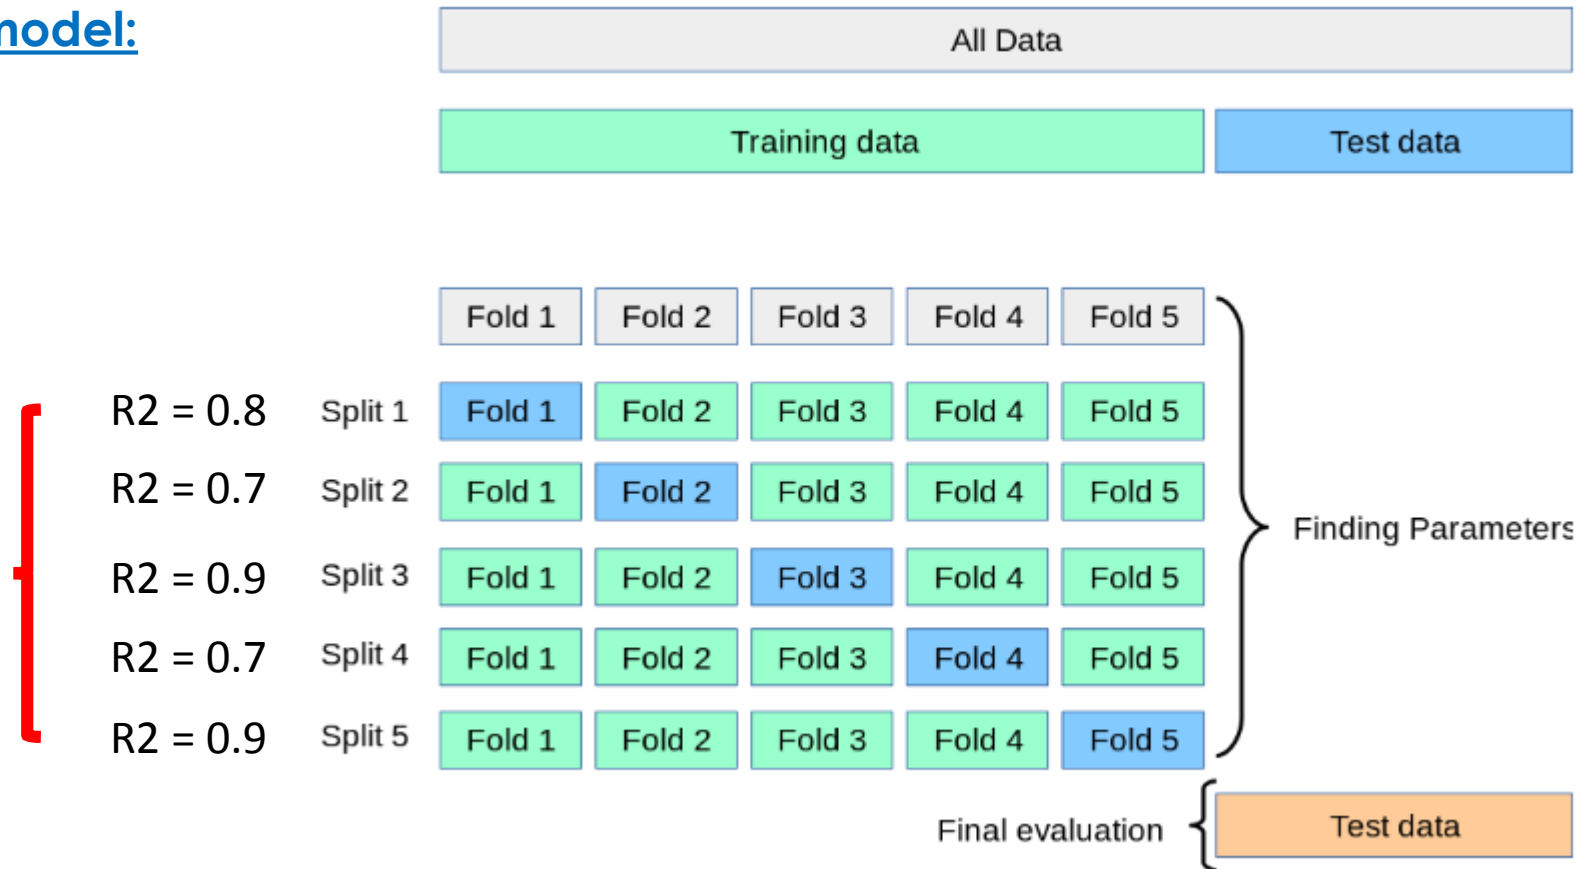 model:
All Data
Training data Test data
Fold 1 Fold 2 Fold 3 Fold 4 Fold 5
R2 = 0.8 Split 1 Fold 1 Fold 2 Fold 3 Fold 4 Fold 5
R2 = 0.7 Split 2 Fold 1 Fold 2 Fold 3 Fold 4 Fold 5
Finding Parameters
R2 = 0.9 Split 3 Fold 1 Fold 2 Fold 3 Fold 4 Fold 5
R2 = 0.7 Split 4 Fold 1 Fold 2 Fold 3 Fold 4 Fold 5
R2 = 0.9 Split 5 Fold 1 Fold 2 Fold 3 Fold 4 Fold 5
Final evaluation Test data